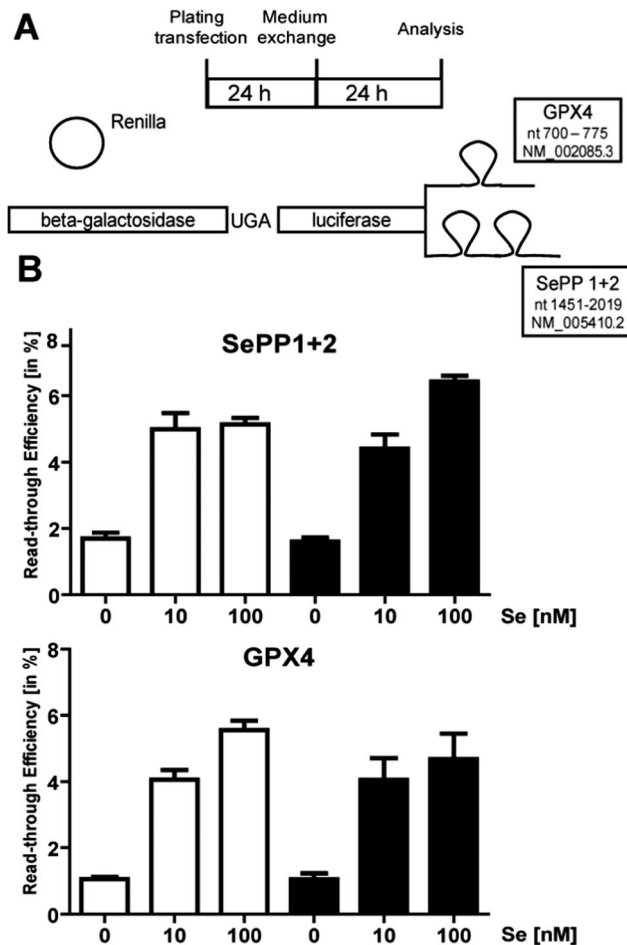 A
Plating
transfection
Medium
exchange
Analysis
24 h
24 h
Renilla
GPX4
nt 700 – 775
NM_002085.3
beta-galactosidase
UGA
luciferase
SePP 1+2
nt 1451-2019
NM_005410.2
B
SePP1+2
Read-through Efficiency [in %]
8
6
4
2
0
0 10 100 0 10 100 Se [nM]
GPX4
Read-through Efficiency [in %]
8
6
4
2
0
0 10 100 0 10 100 Se [nM]